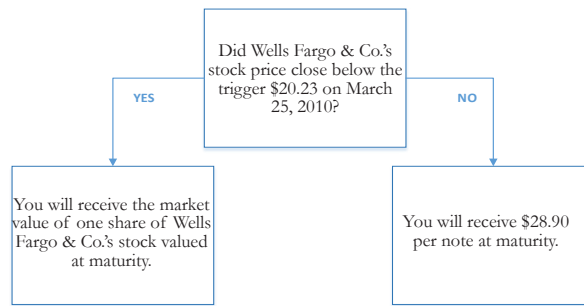 Did Wells Fargo & Co.'s
stock price close below the
trigger $20.23 on March
25, 2010?
YES
NO
You will receive the market
value of one share of Wells
Fargo & Co.'s stock valued
at maturity.
You will receive $28.90
per note at maturity.